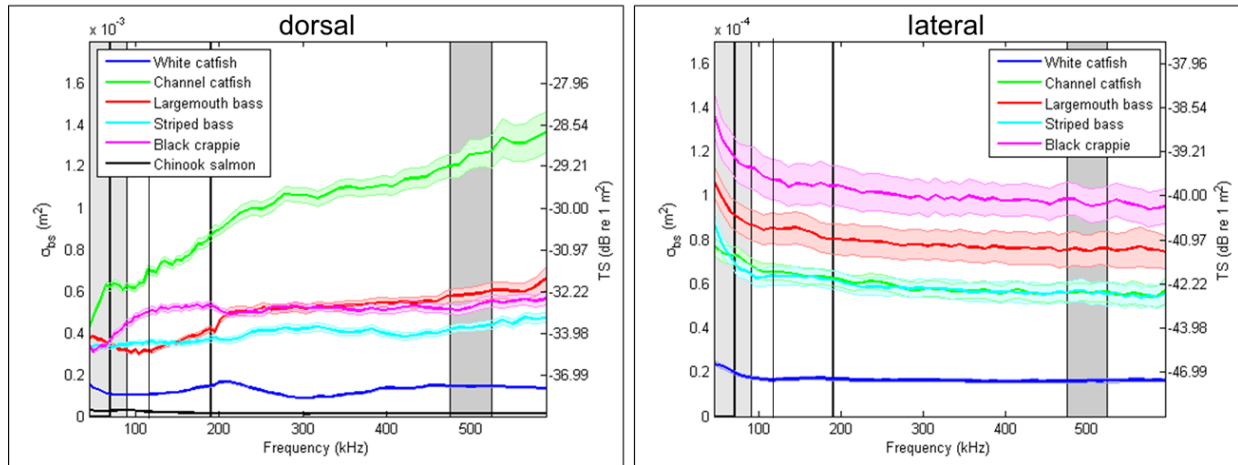 dorsal
x 10⁻³
White catfish
Channel catfish
Largemouth bass
Striped bass
Black crappie
Chinook salmon
1.6
1.4
1.2
1
0.8
0.6
0.4
0.2
0
σbs (m²)
-27.96
-28.54
-29.21
-30.00
-30.97
-32.22
-33.98
-36.99
TS (dB re 1 m²)
100
200
300
400
500
Frequency (kHz)
lateral
x 10⁻⁴
White catfish
Channel catfish
Largemouth bass
Striped bass
Black crappie
1.6
1.4
1.2
1
0.8
0.6
0.4
0.2
0
σbs (m²)
-37.96
-38.54
-39.21
-40.00
-40.97
-42.22
-43.98
-46.99
TS (dB re 1 m²)
100
200
300
400
500
Frequency (kHz)